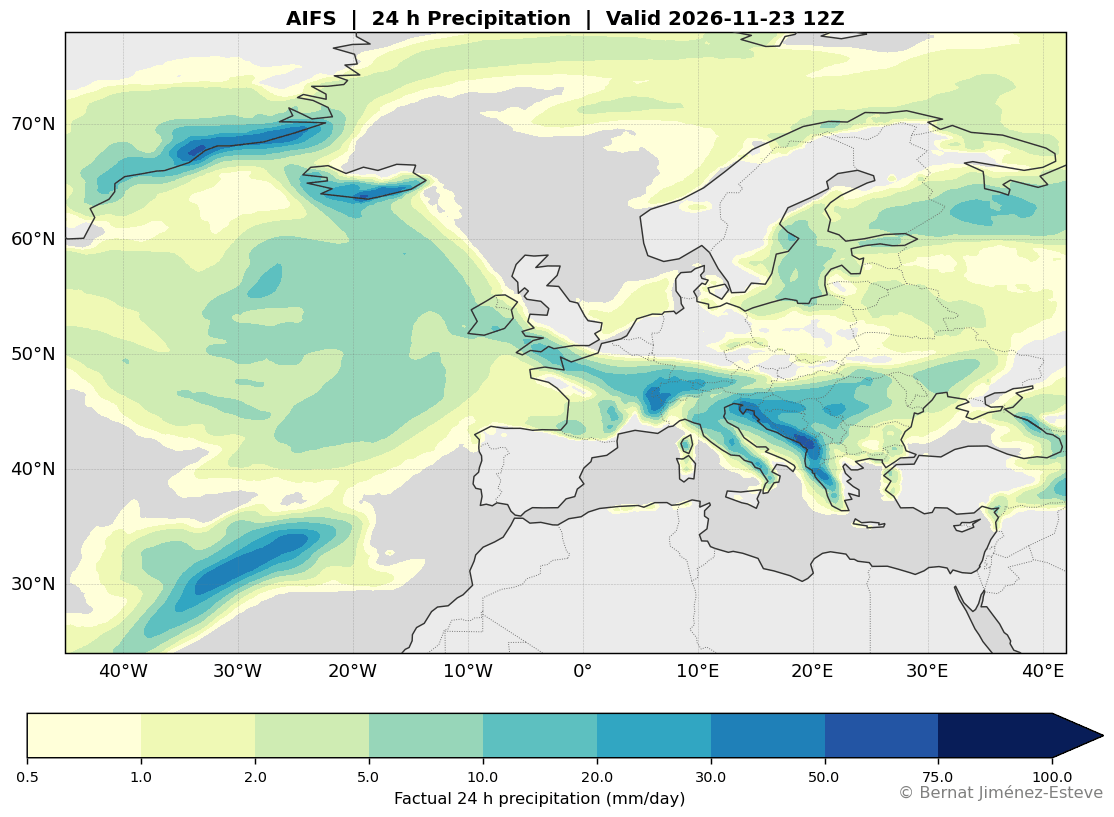 AIFS | 24 h Precipitation | Valid 2026-11-23 12Z
70°N
60°N
50°N
40°N
30°N
40°W 30°W 20°W 10°W 0° 10°E 20°E 30°E 40°E
0.5 1.0 2.0 5.0 10.0 20.0 30.0 50.0 75.0 100.0
Factual 24 h precipitation (mm/day)
© Bernat Jiménez-Esteve